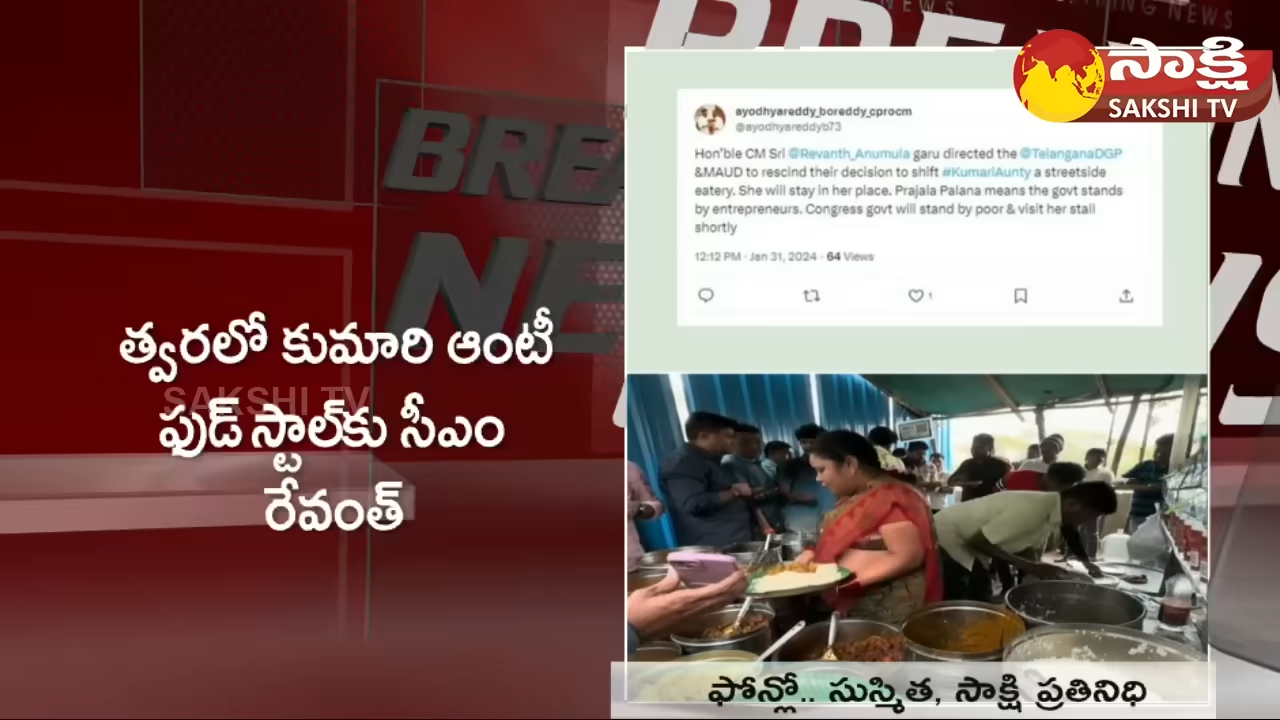 NEWS
BREAKING NEWS
సాక్షి
SAKSHI TV
ayodhyareddy_boreddy_cprocm
@ayodhyareddyb73
Hon'ble CM Sri @Revanth_Anumula garu directed the @TelanganaDGP
&MAUD to rescind their decision to shift #KumariAunty a streetside
eatery. She will stay in her place. Prajala Palana means the govt stands
by entrepreneurs. Congress govt will stand by poor & visit her stall
shortly
12:12 PM · Jan 31, 2024 · 64 Views
1
త్వరలో కుమారి ఆంటీ
ఫుడ్ స్టాల్‌కు సీఎం
రేవంత్
SAKSHI TV
ఫోన్లో.. సుస్మిత, సాక్షి ప్రతినిధి